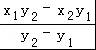 x₁y₂ − x₂y₁
y₂ − y₁